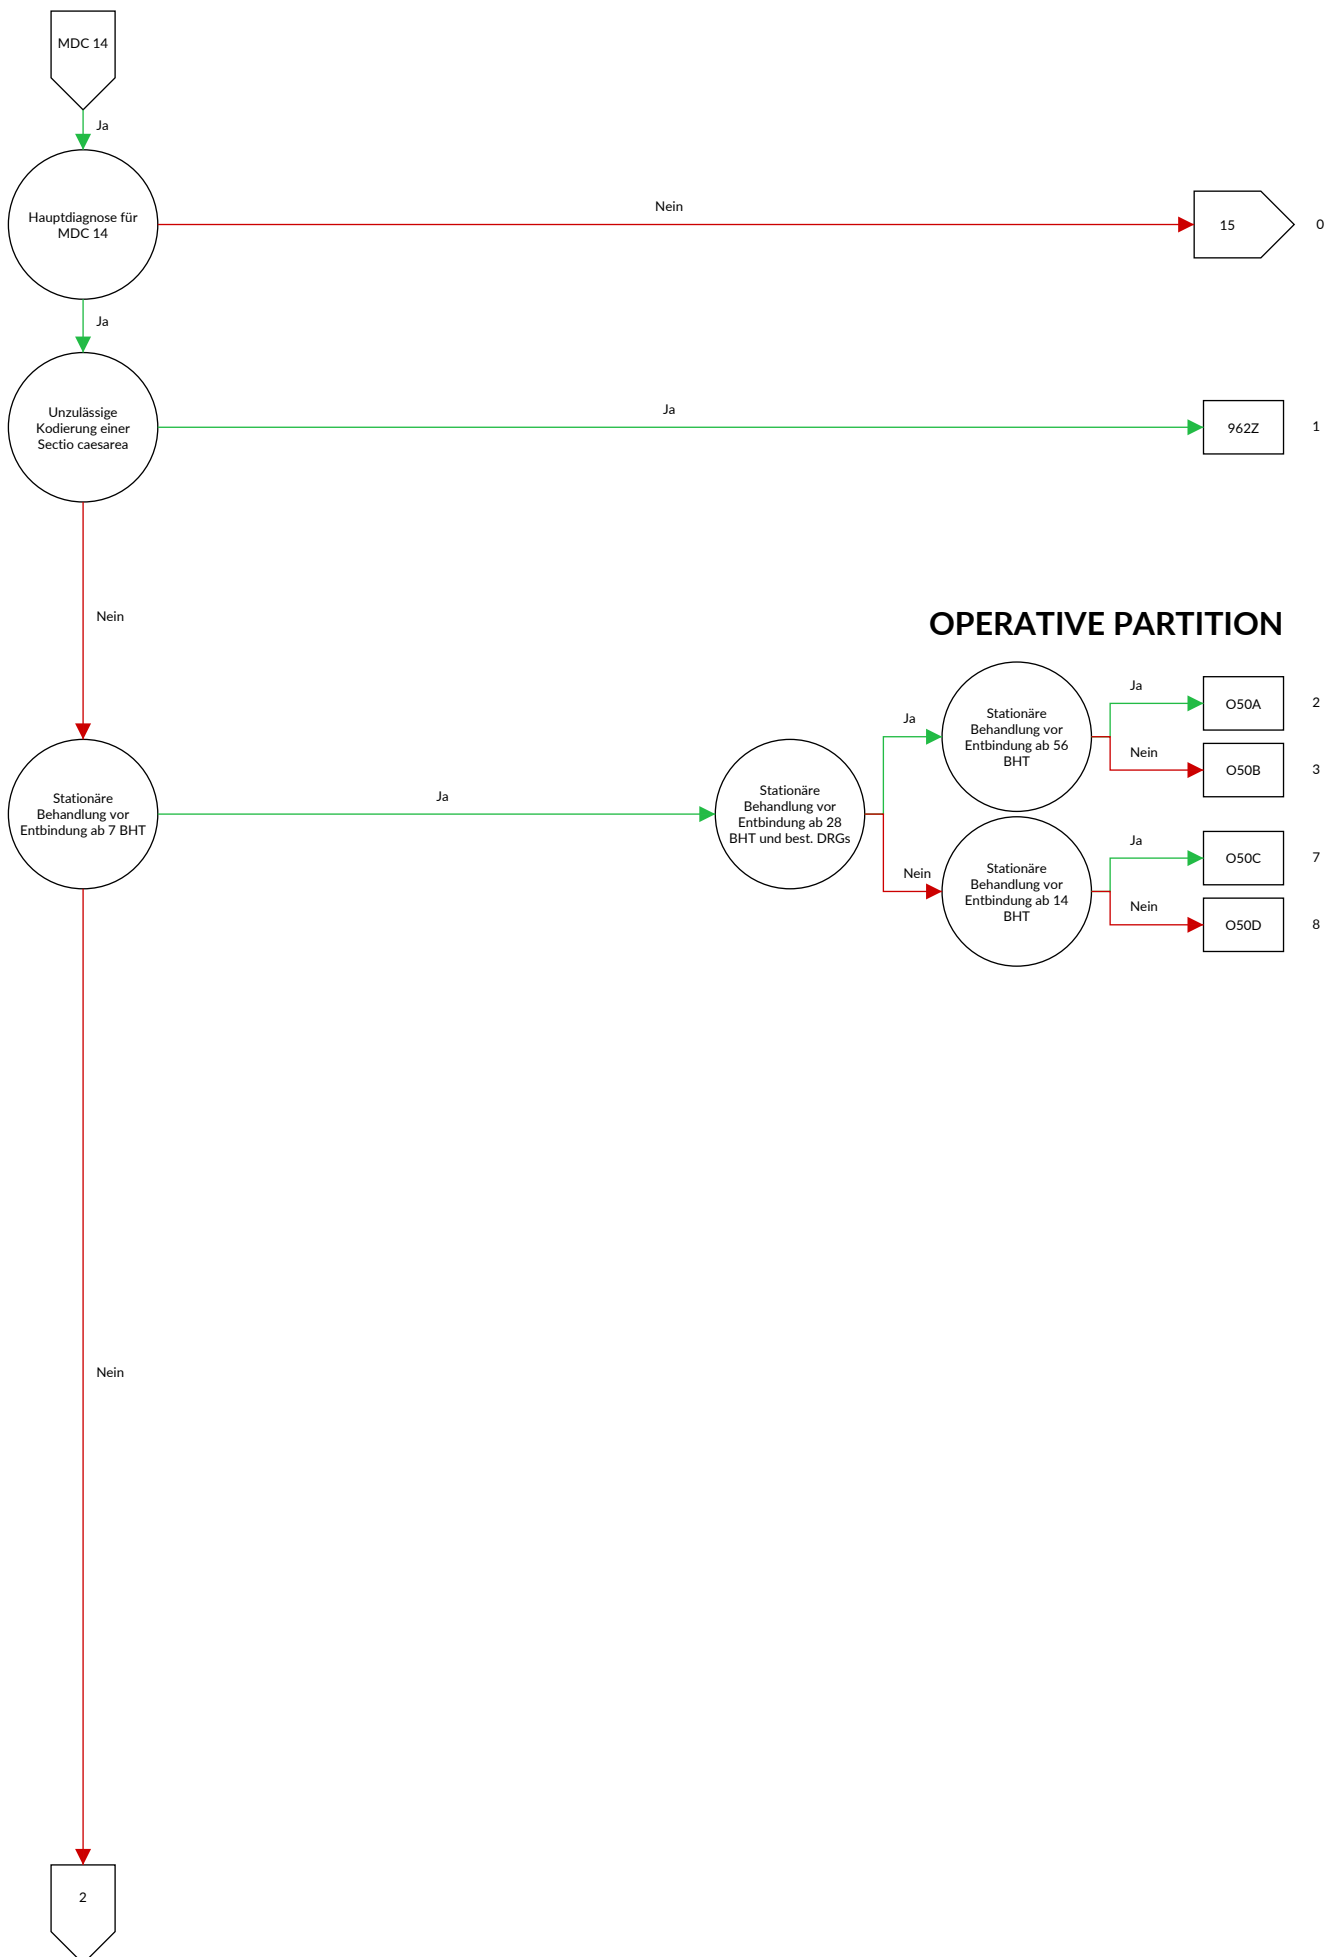 MDC 14
Ja
Hauptdiagnose für
MDC 14
Nein
15
0
Ja
Unzulässige
Kodierung einer
Sectio caesarea
Ja
962Z
1
Nein
OPERATIVE PARTITION
Stationäre
Behandlung vor
Entbindung ab 7 BHT
Ja
Stationäre
Behandlung vor
Entbindung ab 28
BHT und best. DRGs
Ja
Stationäre
Behandlung vor
Entbindung ab 56
BHT
Ja
O50A
2
Nein
O50B
3
Nein
Stationäre
Behandlung vor
Entbindung ab 14
BHT
Ja
O50C
7
Nein
O50D
8
Nein
2